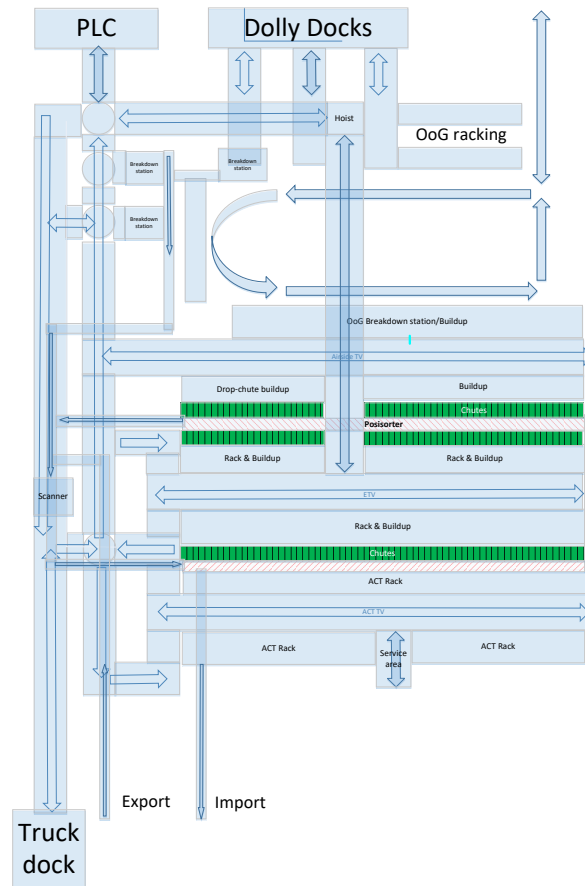 PLC
Dolly Docks
Hoist
OoG racking
Breakdown
station
Breakdown
station
Breakdown
station
OoG Breakdown station/Buildup
Airside TV
Drop-chute buildup
Buildup
Chutes
Posisorter
Rack & Buildup
Rack & Buildup
Scanner
ETV
Rack & Buildup
Chutes
ACT Rack
ACT TV
ACT Rack
Service
area
ACT Rack
Export
Import
Truck
dock